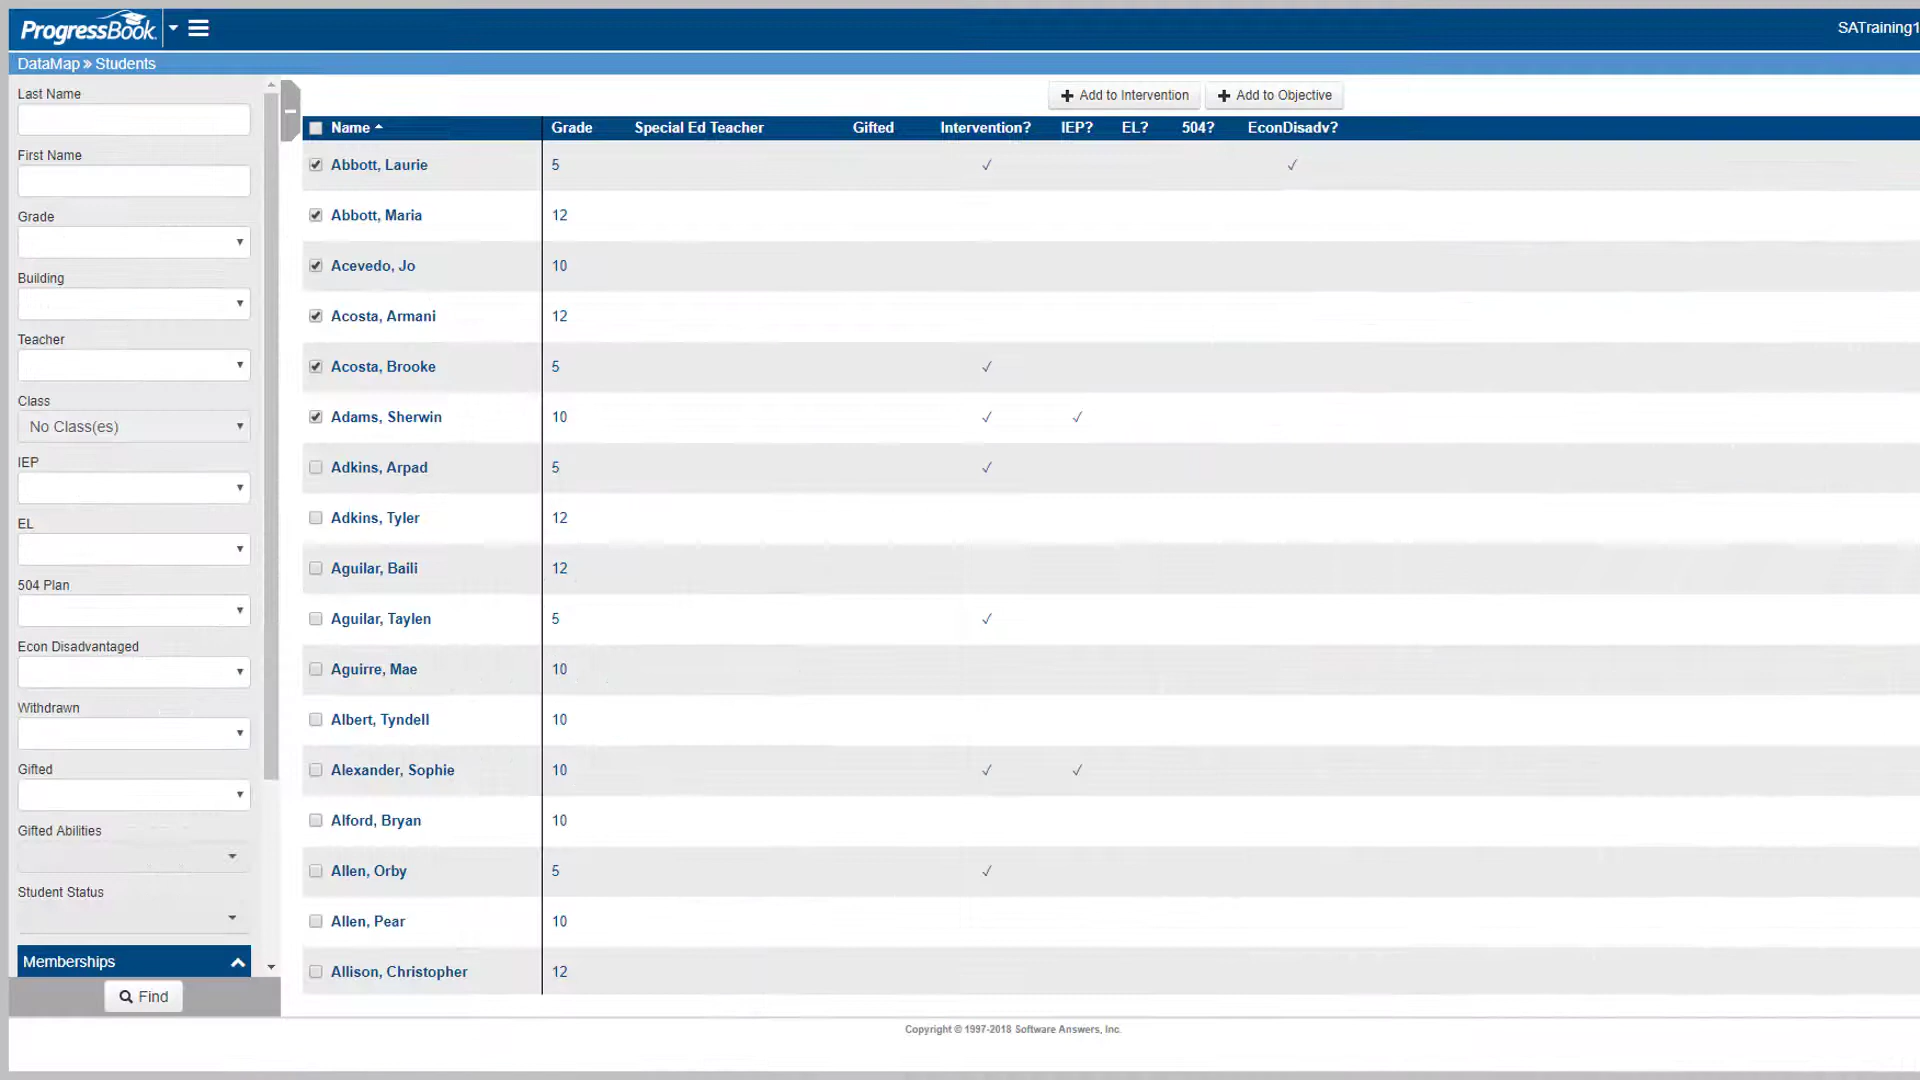 ProgressBook
SATraining1
DataMap » Students
Last Name
First Name
Grade
Building
Teacher
Class
No Class(es)
IEP
EL
504 Plan
Econ Disadvantaged
Withdrawn
Gifted
Gifted Abilities
Student Status
Memberships
Find
Add to Intervention Add to Objective
Name Grade Special Ed Teacher Gifted Intervention? IEP? EL? 504? EconDisadv?
Abbott, Laurie 5 ✓ ✓
Abbott, Maria 12
Acevedo, Jo 10
Acosta, Armani 12
Acosta, Brooke 5 ✓
Adams, Sherwin 10 ✓ ✓
Adkins, Arpad 5 ✓
Adkins, Tyler 12
Aguilar, Baili 12
Aguilar, Taylen 5 ✓
Aguirre, Mae 10
Albert, Tyndell 10
Alexander, Sophie 10 ✓ ✓
Alford, Bryan 10
Allen, Orby 5 ✓
Allen, Pear 10
Allison, Christopher 12
Copyright © 1997-2018 Software Answers, Inc.